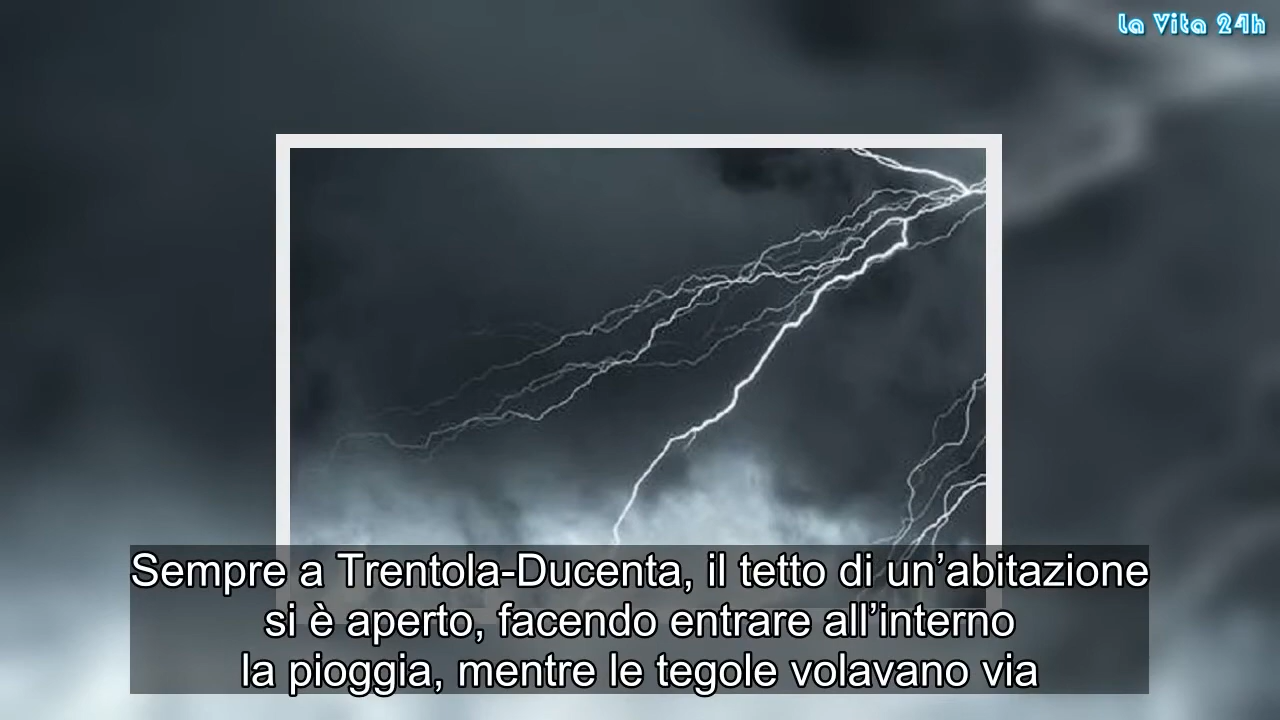 La Vita 24h
Sempre a Trentola-Ducenta, il tetto di un’abitazione
si è aperto, facendo entrare all’interno
la pioggia, mentre le tegole volavano via